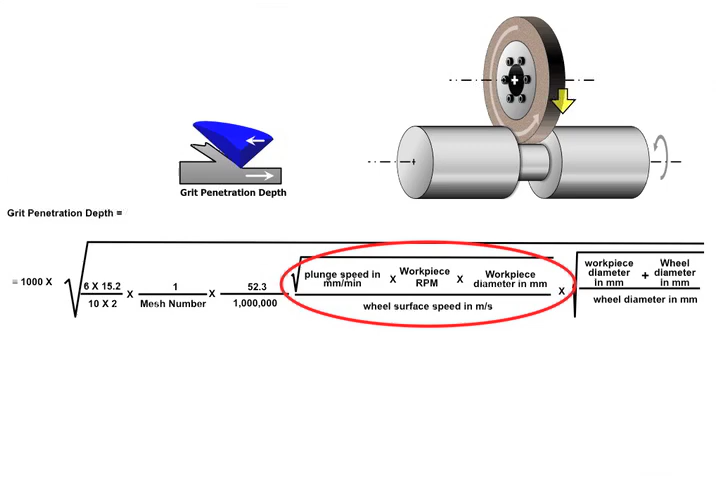 Grit Penetration Depth
Grit Penetration Depth =
= 1000 X √ 6 X 15.2 / 10 X 2 X 1 / Mesh Number X 52.3 / 1,000,000 √ plunge speed in mm/min X Workpiece RPM X Workpiece diameter in mm / wheel surface speed in m/s X √ workpiece diameter in mm + Wheel diameter in mm / wheel diameter in mm